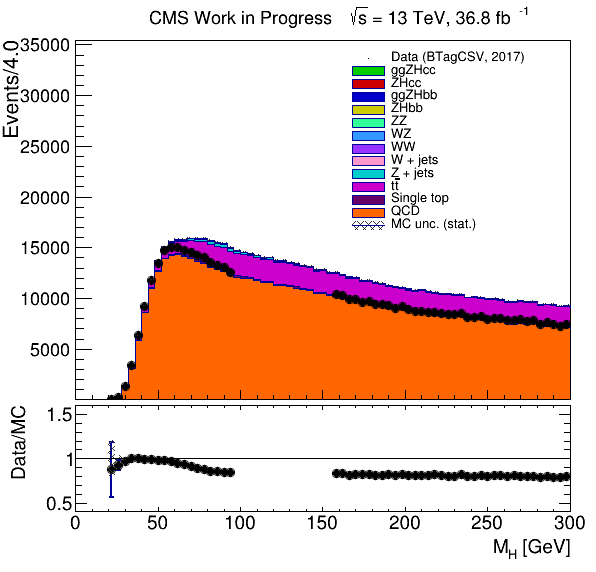 CMS Work in Progress √s = 13 TeV, 36.8 fb -1
Events/4.0
35000
30000
25000
20000
15000
10000
5000
Data (BTagCSV, 2017)
ggZHcc
ZHcc
ggZHbb
ZHbb
ZZ
WZ
WW
W + jets
Z + jets
tt̅
Single top
QCD
MC unc. (stat.)
Data/MC
1.5
1
0.5
0 50 100 150 200 250 300
M_H [GeV]